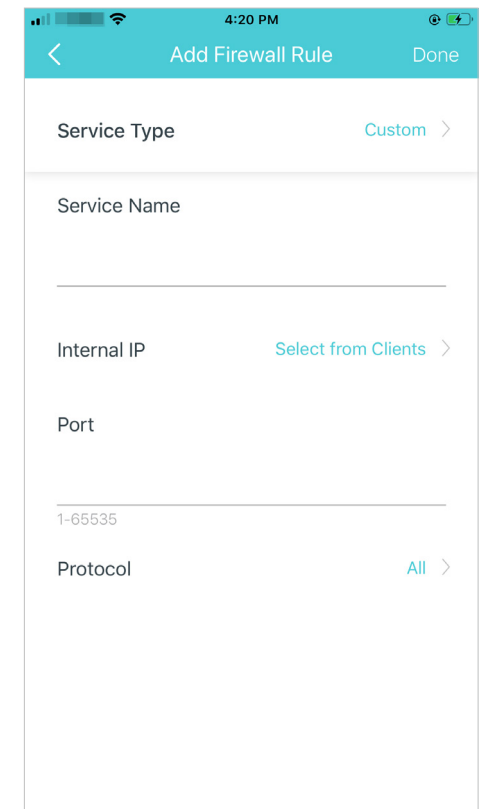 4:20 PM
Add Firewall Rule Done
Service Type Custom
Service Name
Internal IP Select from Clients
Port
1-65535
Protocol All